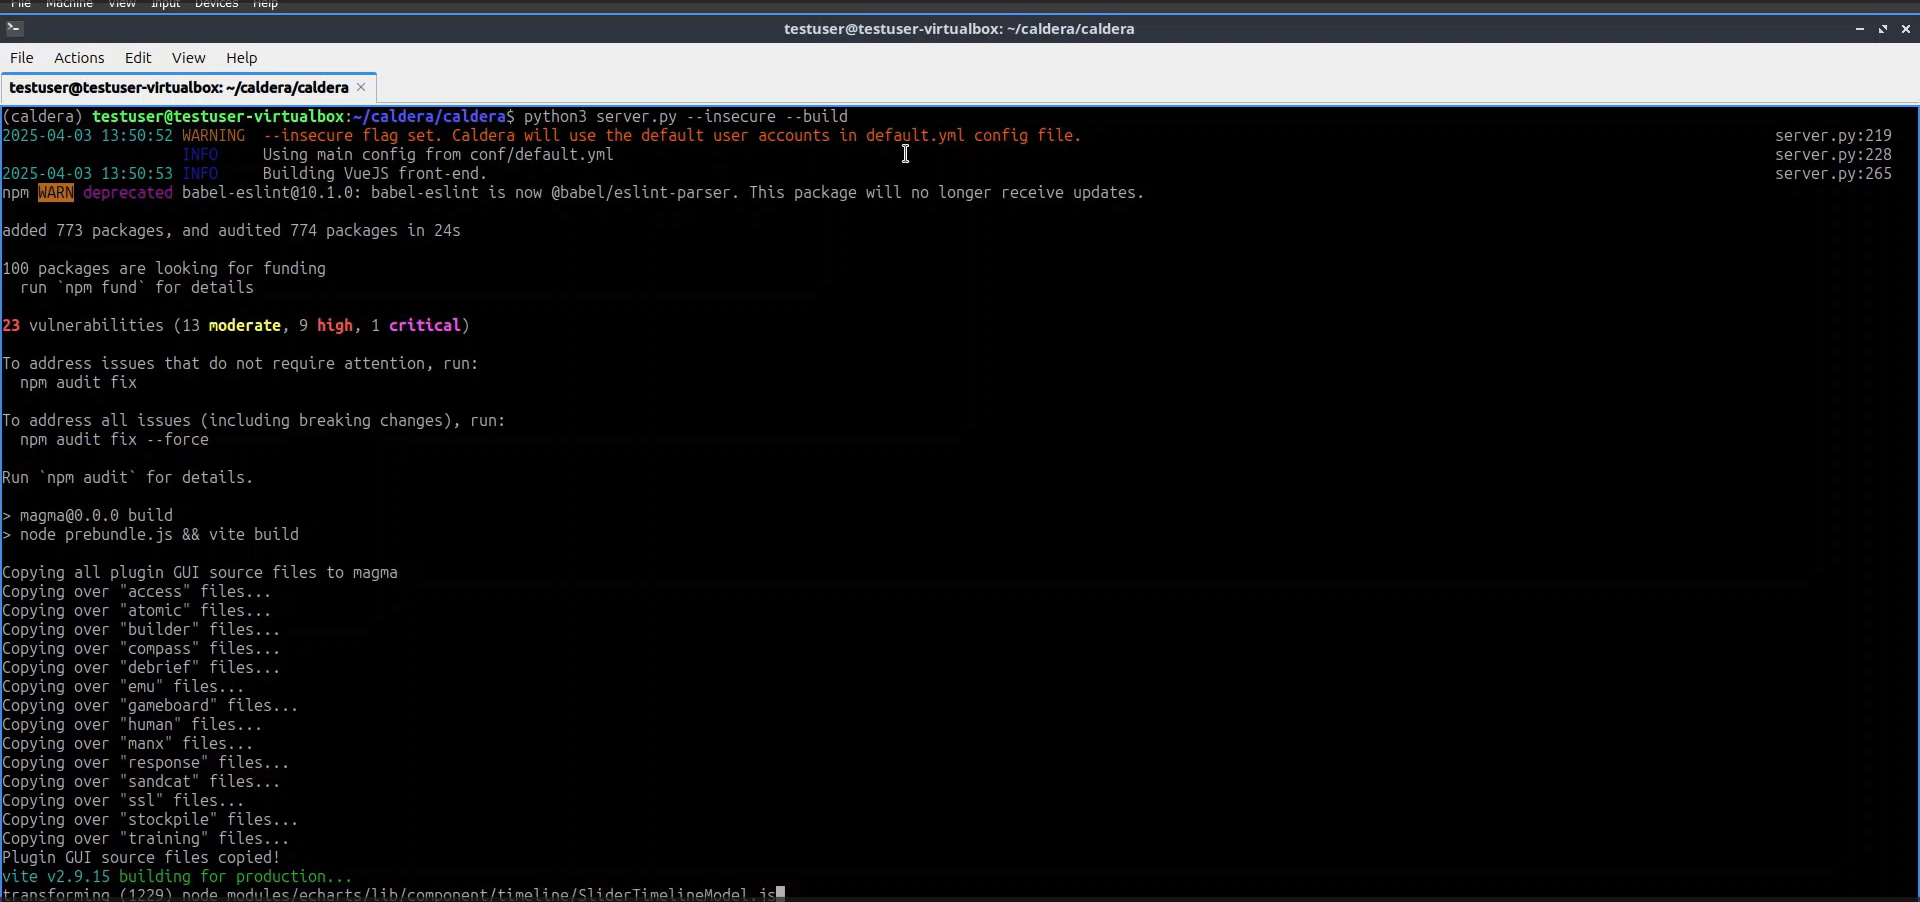 File Machine View Input Devices Help
testuser@testuser-virtualbox: ~/caldera/caldera
File Actions Edit View Help
testuser@testuser-virtualbox: ~/caldera/caldera
(caldera) testuser@testuser-virtualbox:~/caldera/caldera$ python3 server.py --insecure --build
2025-04-03 13:50:52 WARNING --insecure flag set. Caldera will use the default user accounts in default.yml config file. server.py:219
INFO Using main config from conf/default.yml server.py:228
2025-04-03 13:50:53 INFO Building VueJS front-end. server.py:265
npm WARN deprecated babel-eslint@10.1.0: babel-eslint is now @babel/eslint-parser. This package will no longer receive updates.
added 773 packages, and audited 774 packages in 24s
100 packages are looking for funding
run `npm fund` for details
23 vulnerabilities (13 moderate, 9 high, 1 critical)
To address issues that do not require attention, run:
npm audit fix
To address all issues (including breaking changes), run:
npm audit fix --force
Run `npm audit` for details.
> magma@0.0.0 build
> node prebundle.js && vite build
Copying all plugin GUI source files to magma
Copying over "access" files...
Copying over "atomic" files...
Copying over "builder" files...
Copying over "compass" files...
Copying over "debrief" files...
Copying over "emu" files...
Copying over "gameboard" files...
Copying over "human" files...
Copying over "manx" files...
Copying over "response" files...
Copying over "sandcat" files...
Copying over "ssl" files...
Copying over "stockpile" files...
Copying over "training" files...
Plugin GUI source files copied!
vite v2.9.15 building for production...
transforming (1229) node_modules/echarts/lib/component/timeline/SliderTimelineModel.js